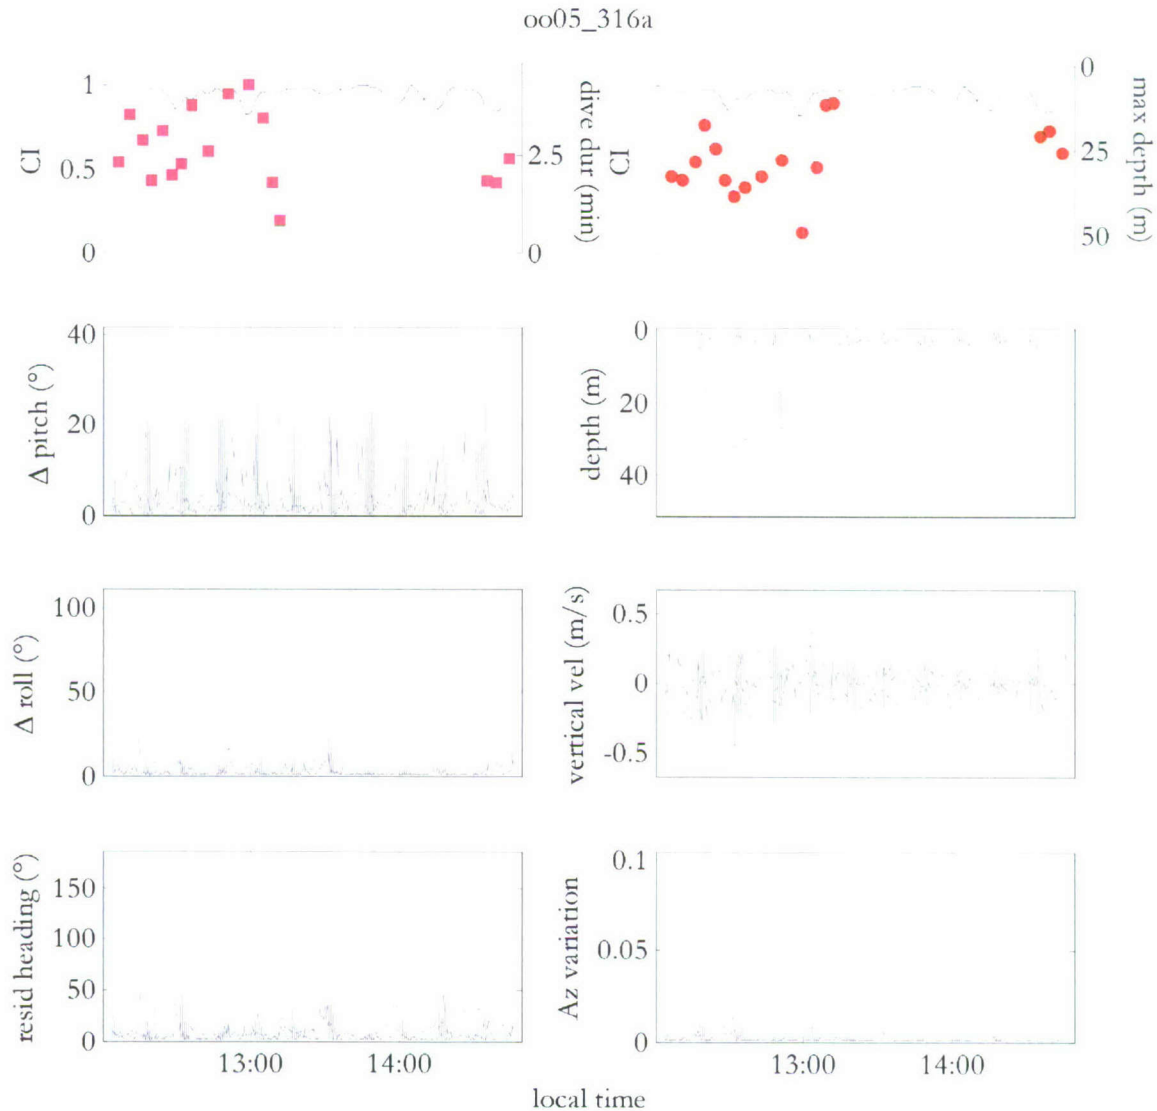 oo05_316a
1
0.5
0
CI
2.5
0
dive dur (min)
CI
0
25
50
max depth (m)
40
20
0
Δ pitch (°)
0
20
40
depth (m)
100
50
0
Δ roll (°)
0.5
0
-0.5
vertical vel (m/s)
150
100
50
0
resid heading (°)
0.1
0.05
0
Az variation
13:00 14:00
13:00 14:00
local time